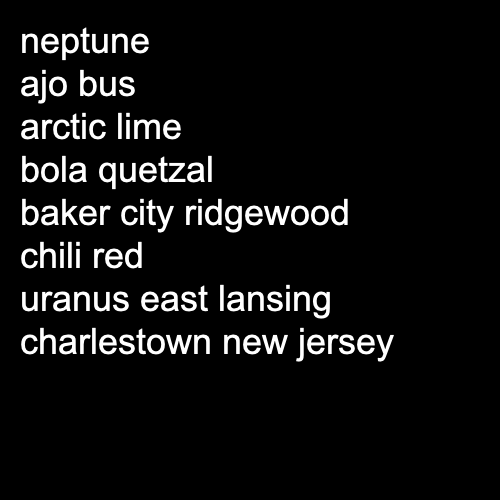 neptune
ajo bus
arctic lime
bola quetzal
baker city ridgewood
chili red
uranus east lansing
charlestown new jersey